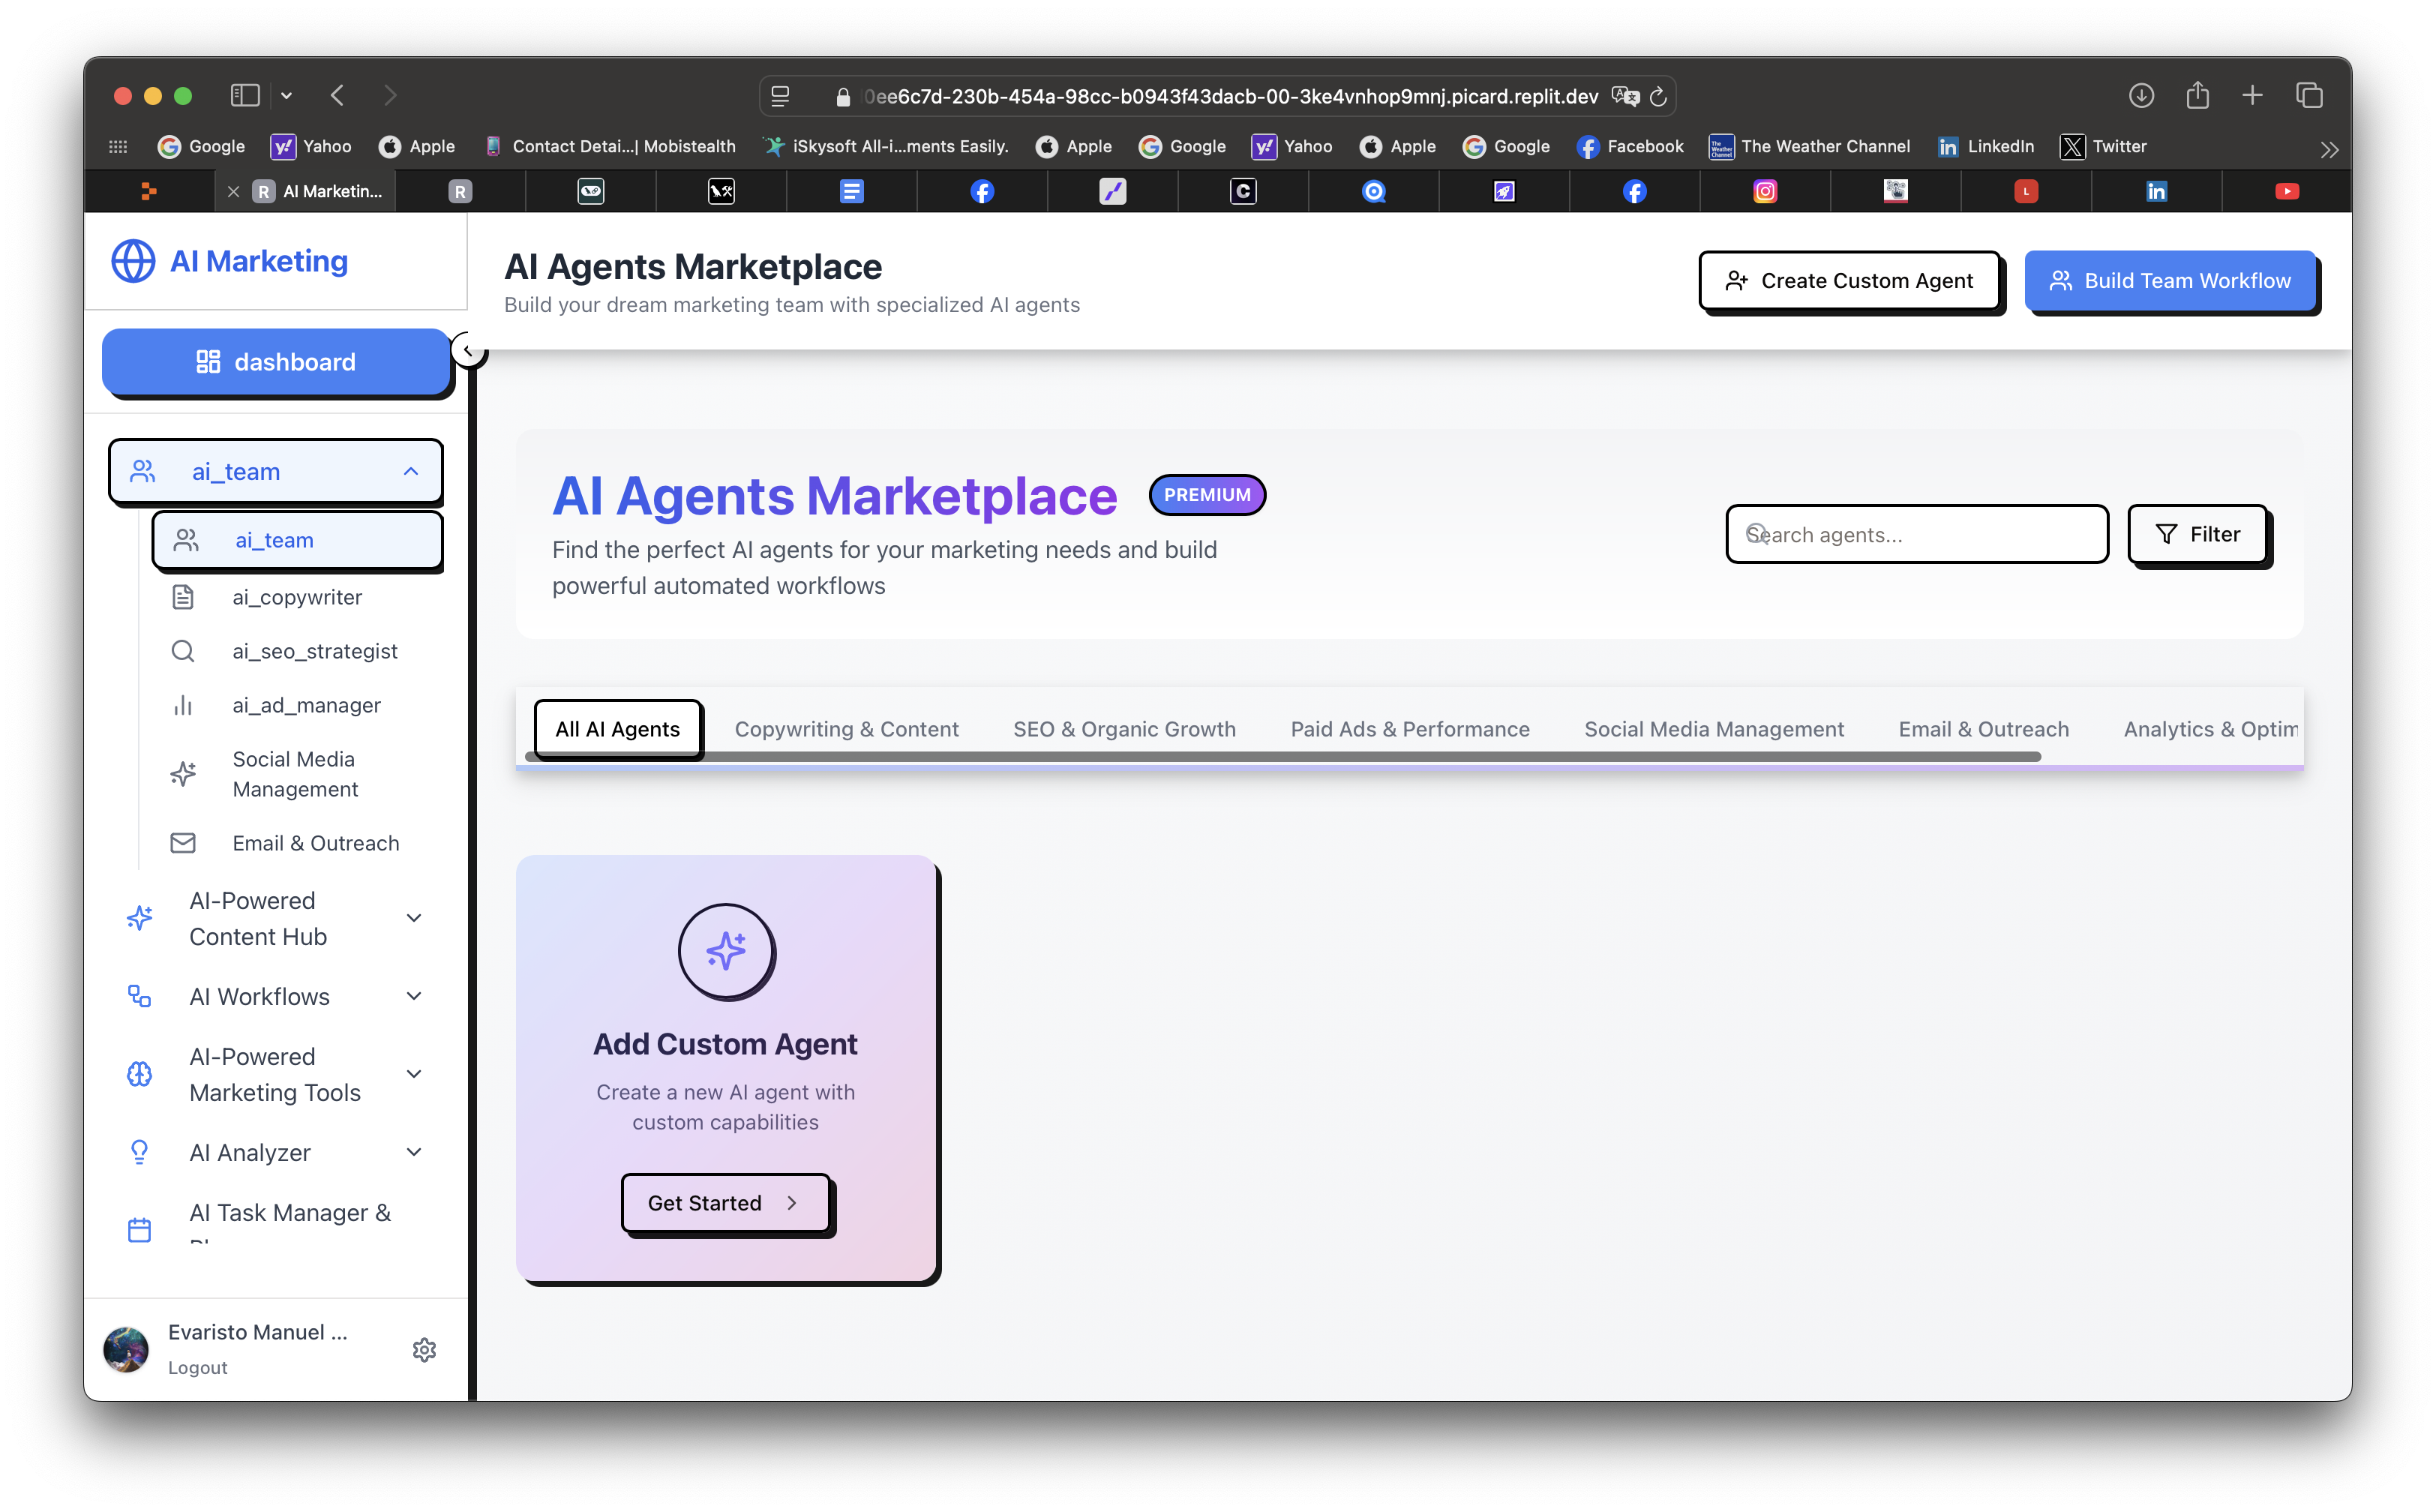 0ee6c7d-230b-454a-98cc-b0943f43dacb-00-3ke4vnhop9mnj.picard.replit.dev
Google
Yahoo
Apple
Contact Detai...| Mobistealth
iSkysoft All-i...ments Easily.
Apple
Google
Yahoo
Apple
Google
Facebook
The Weather Channel
LinkedIn
Twitter
AI Marketin...
AI Marketing
dashboard
ai_team
ai_team
ai_copywriter
ai_seo_strategist
ai_ad_manager
Social Media
Management
Email & Outreach
AI-Powered
Content Hub
AI Workflows
AI-Powered
Marketing Tools
AI Analyzer
AI Task Manager &
Evaristo Manuel ...
Logout
AI Agents Marketplace
Build your dream marketing team with specialized AI agents
Create Custom Agent
Build Team Workflow
AI Agents Marketplace
PREMIUM
Find the perfect AI agents for your marketing needs and build
powerful automated workflows
Search agents...
Filter
All AI Agents
Copywriting & Content
SEO & Organic Growth
Paid Ads & Performance
Social Media Management
Email & Outreach
Analytics & Optim
Add Custom Agent
Create a new AI agent with
custom capabilities
Get Started